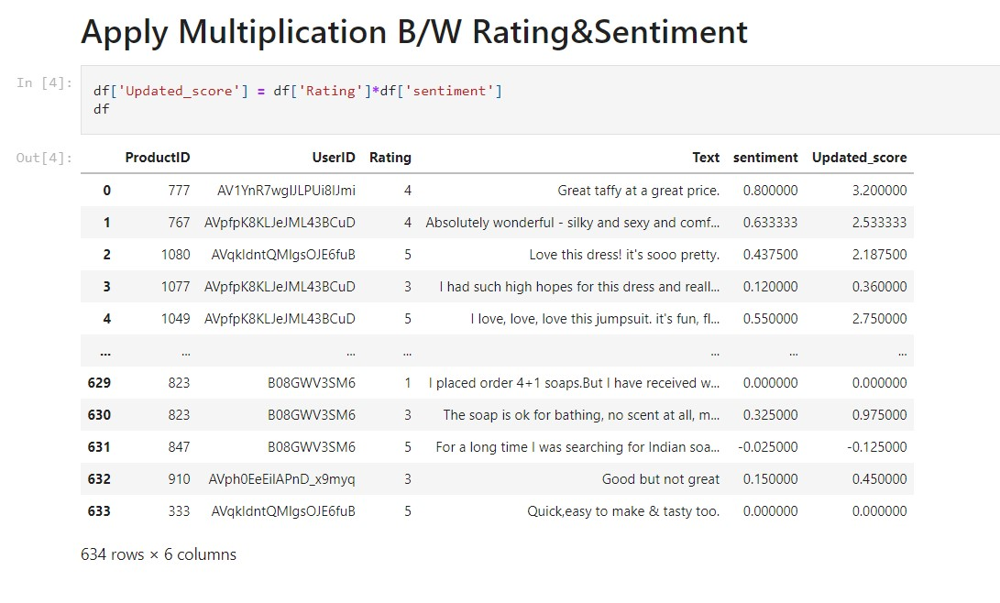 Apply Multiplication B/W Rating&Sentiment
In [4]:
df['Updated_score'] = df['Rating']*df['sentiment']
df
Out[4]:
ProductID UserID Rating Text sentiment Updated_score
0 777 AV1YnR7wglJLPUi8IJmi 4 Great taffy at a great price. 0.800000 3.200000
1 767 AVpfpK8KLJeJML43BCuD 4 Absolutely wonderful - silky and sexy and comf... 0.633333 2.533333
2 1080 AVqkIdntQMlgsOJE6fuB 5 Love this dress! it's sooo pretty. 0.437500 2.187500
3 1077 AVpfpK8KLJeJML43BCuD 3 I had such high hopes for this dress and reall... 0.120000 0.360000
4 1049 AVpfpK8KLJeJML43BCuD 5 I love, love, love this jumpsuit. it's fun, fl... 0.550000 2.750000
... ... ... ... ... ... ...
629 823 B08GWV3SM6 1 I placed order 4+1 soaps.But I have received w... 0.000000 0.000000
630 823 B08GWV3SM6 3 The soap is ok for bathing, no scent at all, m... 0.325000 0.975000
631 847 B08GWV3SM6 5 For a long time I was searching for Indian soa... -0.025000 -0.125000
632 910 AVph0EeEilAPnD_x9myq 3 Good but not great 0.150000 0.450000
633 333 AVqkIdntQMlgsOJE6fuB 5 Quick,easy to make & tasty too. 0.000000 0.000000
634 rows × 6 columns